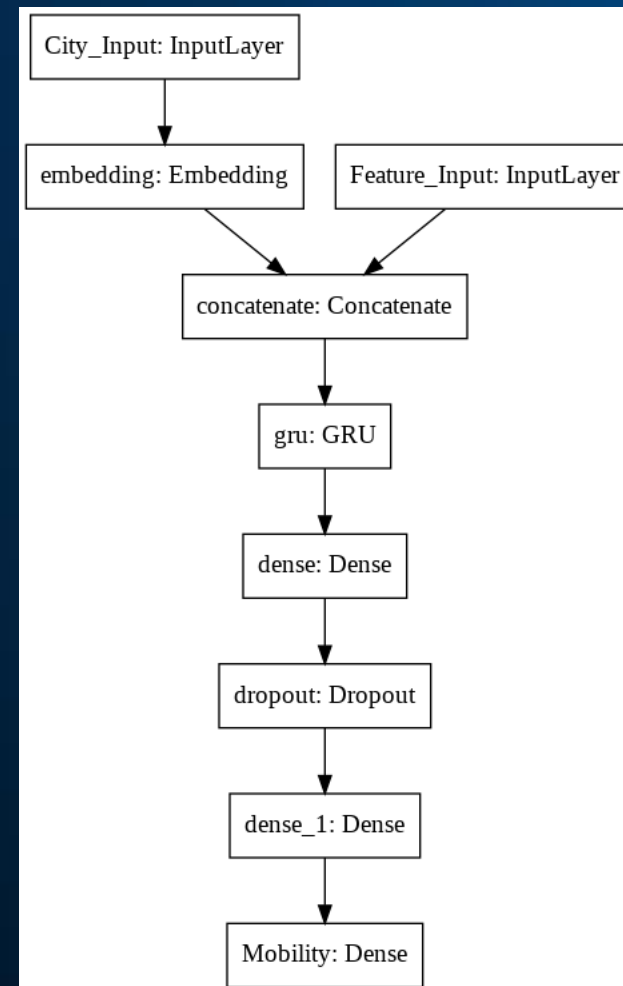 City_Input: InputLayer
embedding: Embedding
Feature_Input: InputLayer
concatenate: Concatenate
gru: GRU
dense: Dense
dropout: Dropout
dense_1: Dense
Mobility: Dense